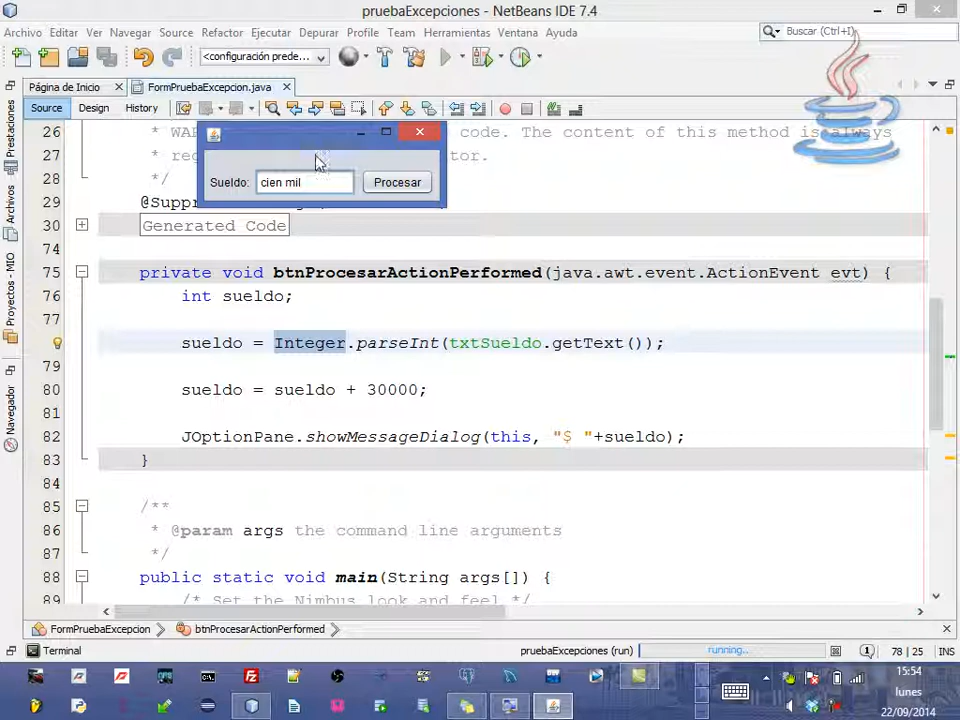 pruebaExcepciones - NetBeans IDE 7.4
Archivo Editar Ver Navegar Source Procesar Refactor Ejecutar Depurar Profile Team Herramientas Ventana Ayuda
<configuración prede...
Buscar (Ctrl+I)
Página de Inicio
FormPruebaExcepcion.java
Source Design History
Prestaciones
Proyectos - MIO
Navegador
26 * WA code. The content of this method is always
27 * re tor.
28 */
29 @Supp
30 Generated Code
74
75 private void btnProcesarActionPerformed(java.awt.event.ActionEvent evt) {
76 int sueldo;
77
sueldo = Integer.parseInt(txtSueldo.getText());
79
80 sueldo = sueldo + 30000;
81
82 JOptionPane.showMessageDialog(this, "$ "+sueldo);
83 }
84
85 /**
86 * @param args the command line arguments
87 */
88 public static void main(String args[]) {
89 /* Set the Nimbus look and feel */
Sueldo: cien mil Procesar
FormPruebaExcepcion btnProcesarActionPerformed
Terminal
pruebaExcepciones (run) running... 1 78 | 25 INS
15:54
lunes
22/09/2014